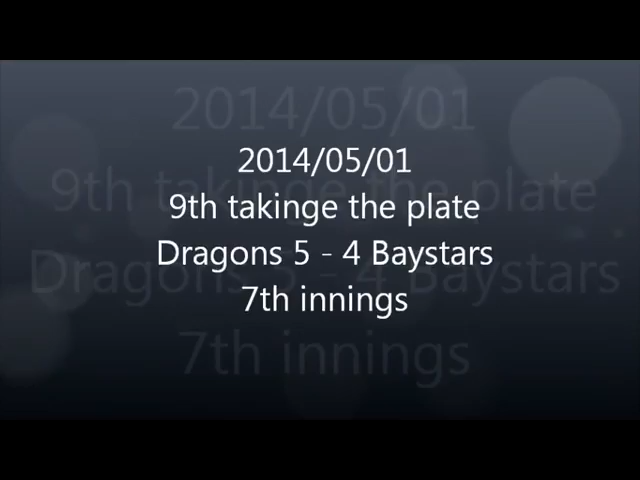 2014/05/01
9th takinge the plate
Dragons 5 - 4 Baystars
7th innings